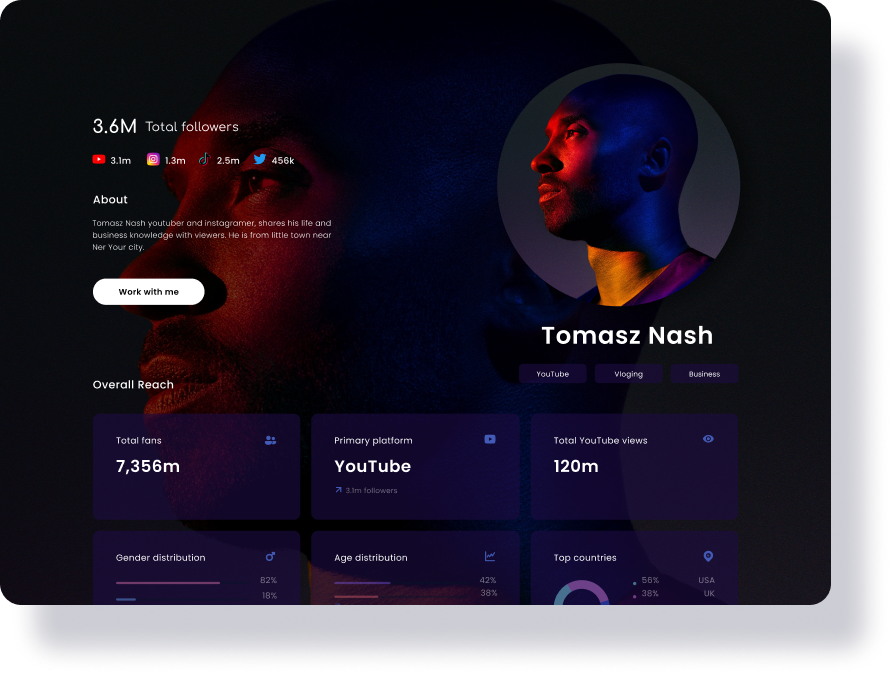 3.6M Total followers
3.1m 1.3m 2.5m 456k
About
Tomasz Nash youtuber and instagramer, shares his life and
business knowledge with viewers. He is from little town near
Ner Your city.
Work with me
Tomasz Nash
YouTube Vloging Business
Overall Reach
Total fans
7,356m
Primary platform
YouTube
3.1m followers
Total YouTube views
120m
Gender distribution
82%
18%
Age distribution
42%
38%
Top countries
56% USA
38% UK